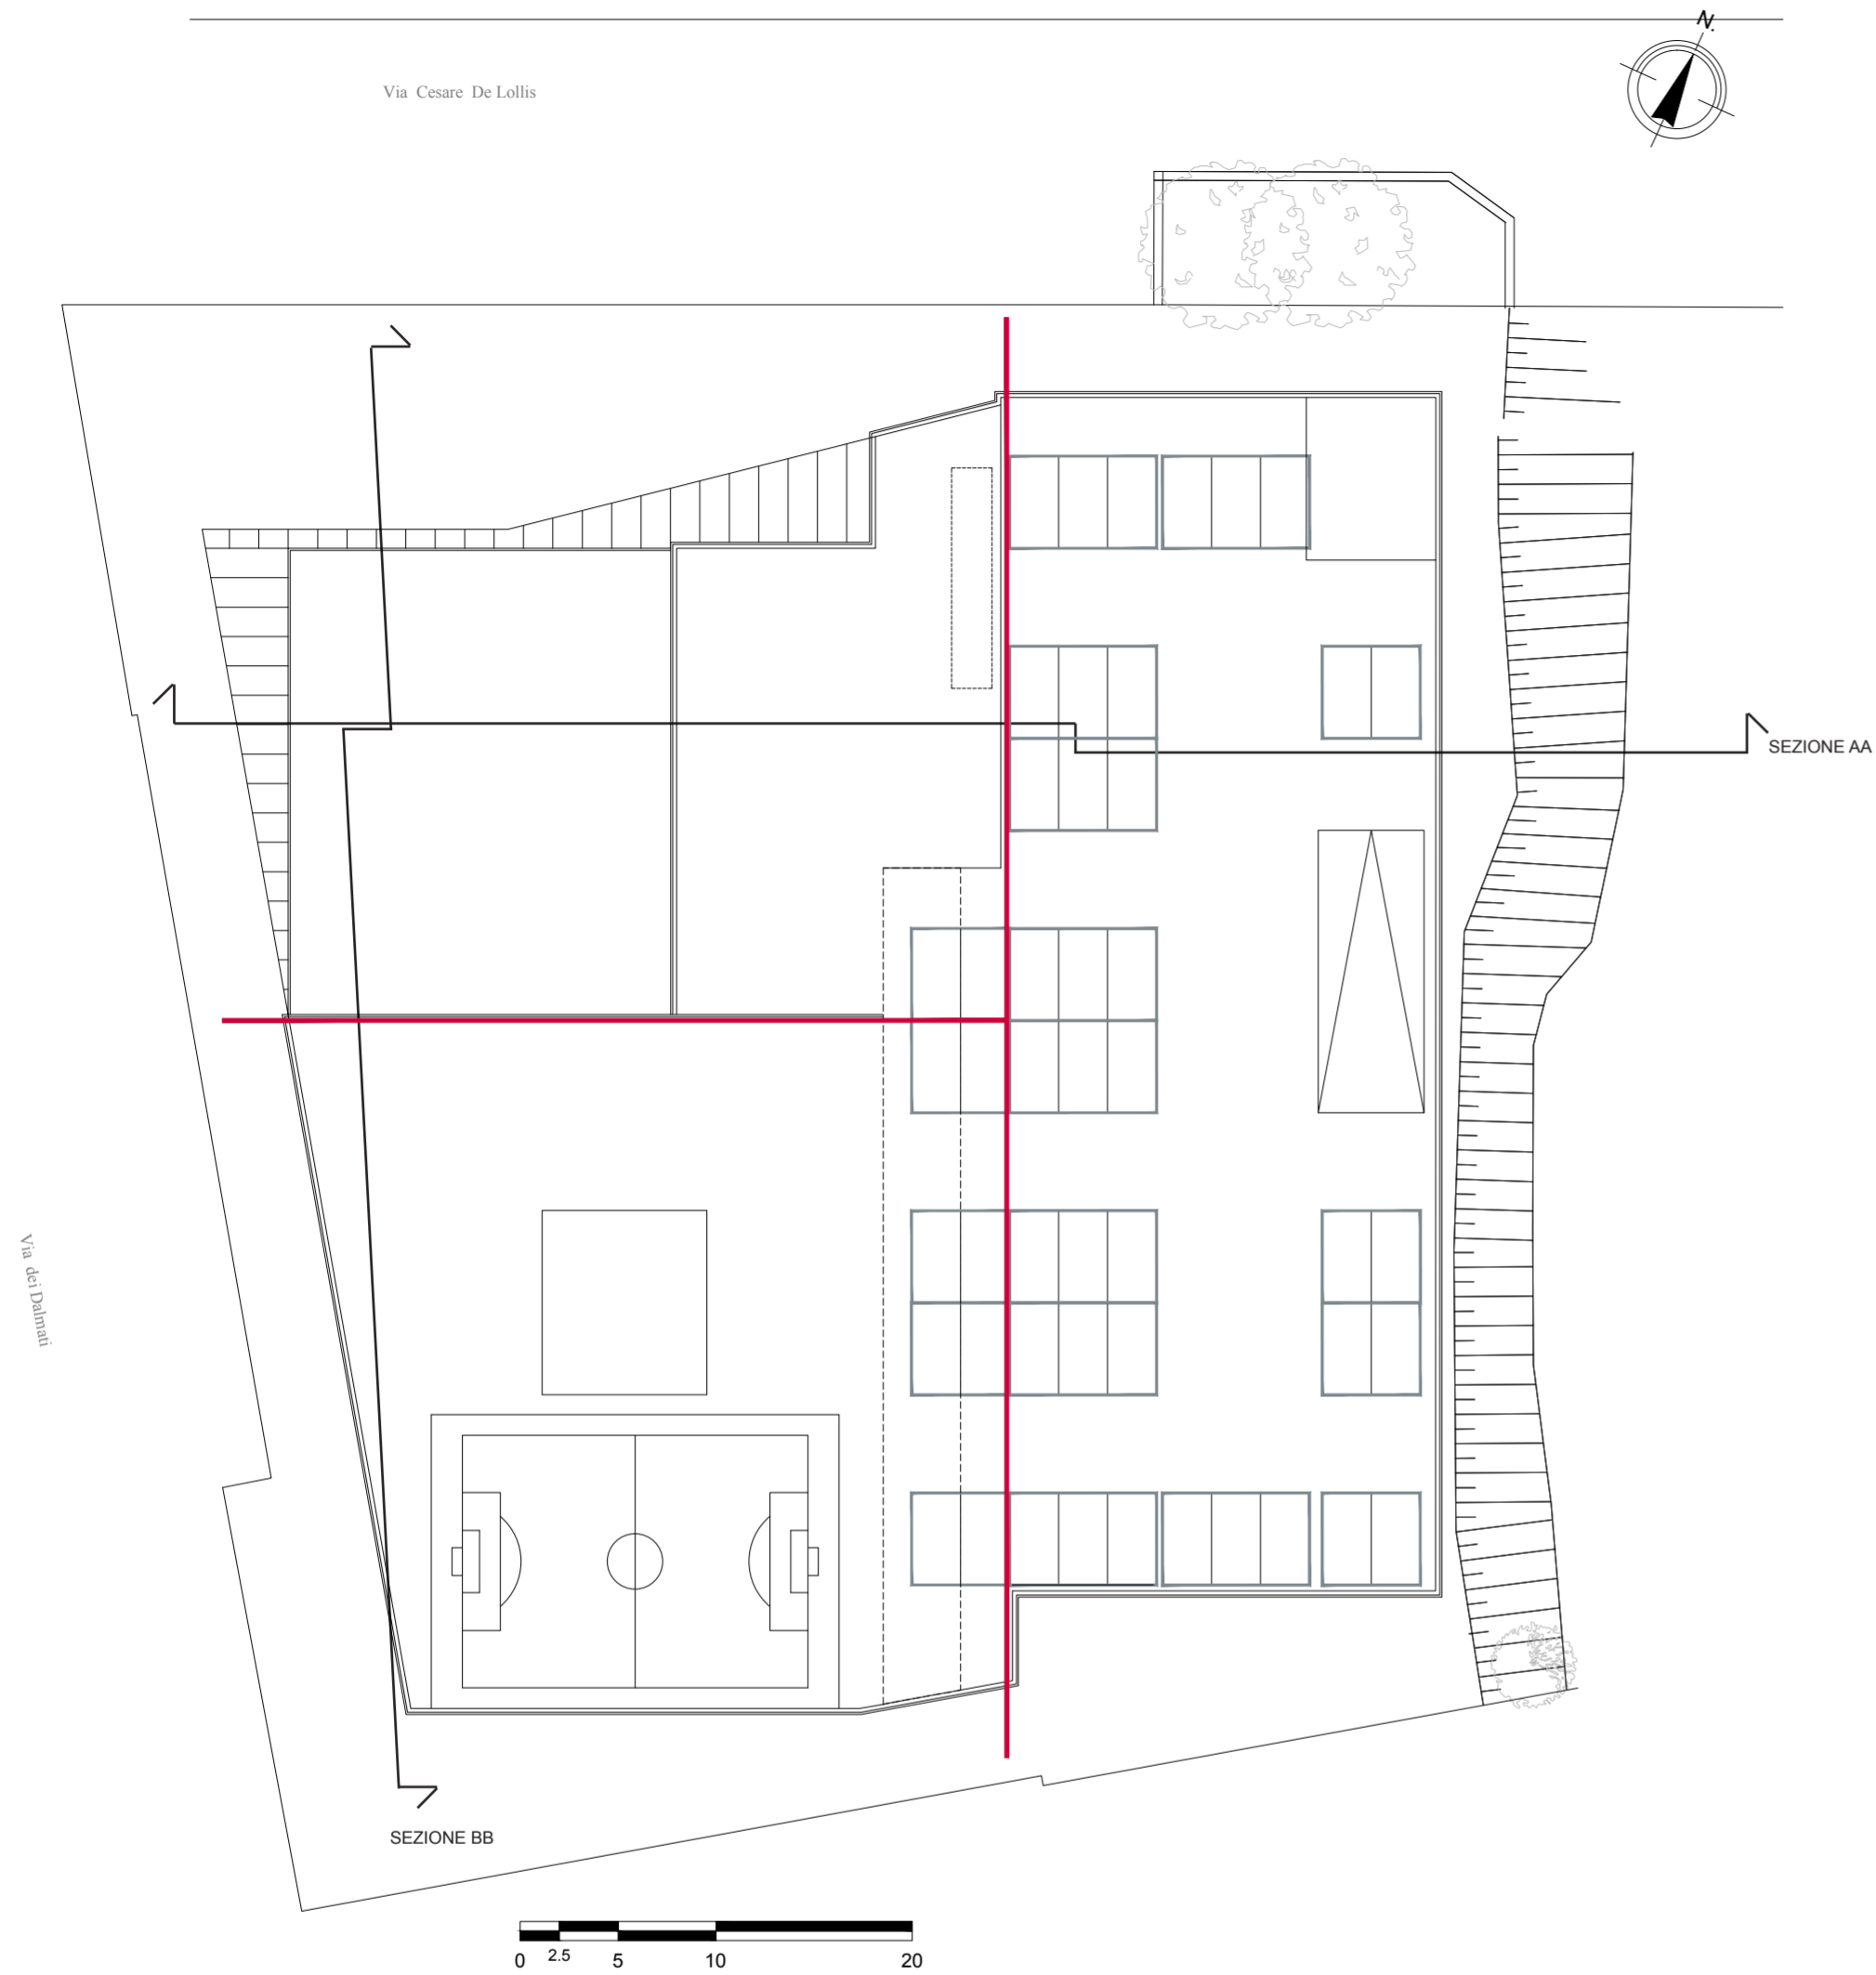 N.
Via Cesare De Lollis
SEZIONE AA
Via dei Dalmati
SEZIONE BB
0 2.5 5 10 20